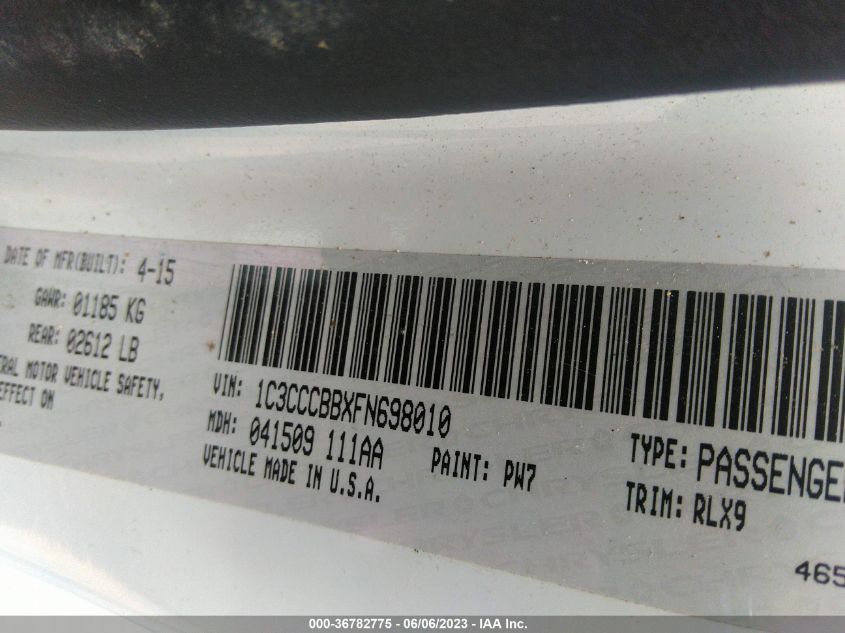 DATE OF MFR(BUILT): 4-15
GAWR: 01185 KG
REAR: 02612 LB
ERAL MOTOR VEHICLE SAFETY,
EFFECT ON
VIN: 1C3CCCBBXFN698010
MDH: 041509 111AA
PAINT: PW7
VEHICLE MADE IN U.S.A.
TYPE: PASSENGE
TRIM: RLX9
465
000-36782775 - 06/06/2023 - IAA Inc.